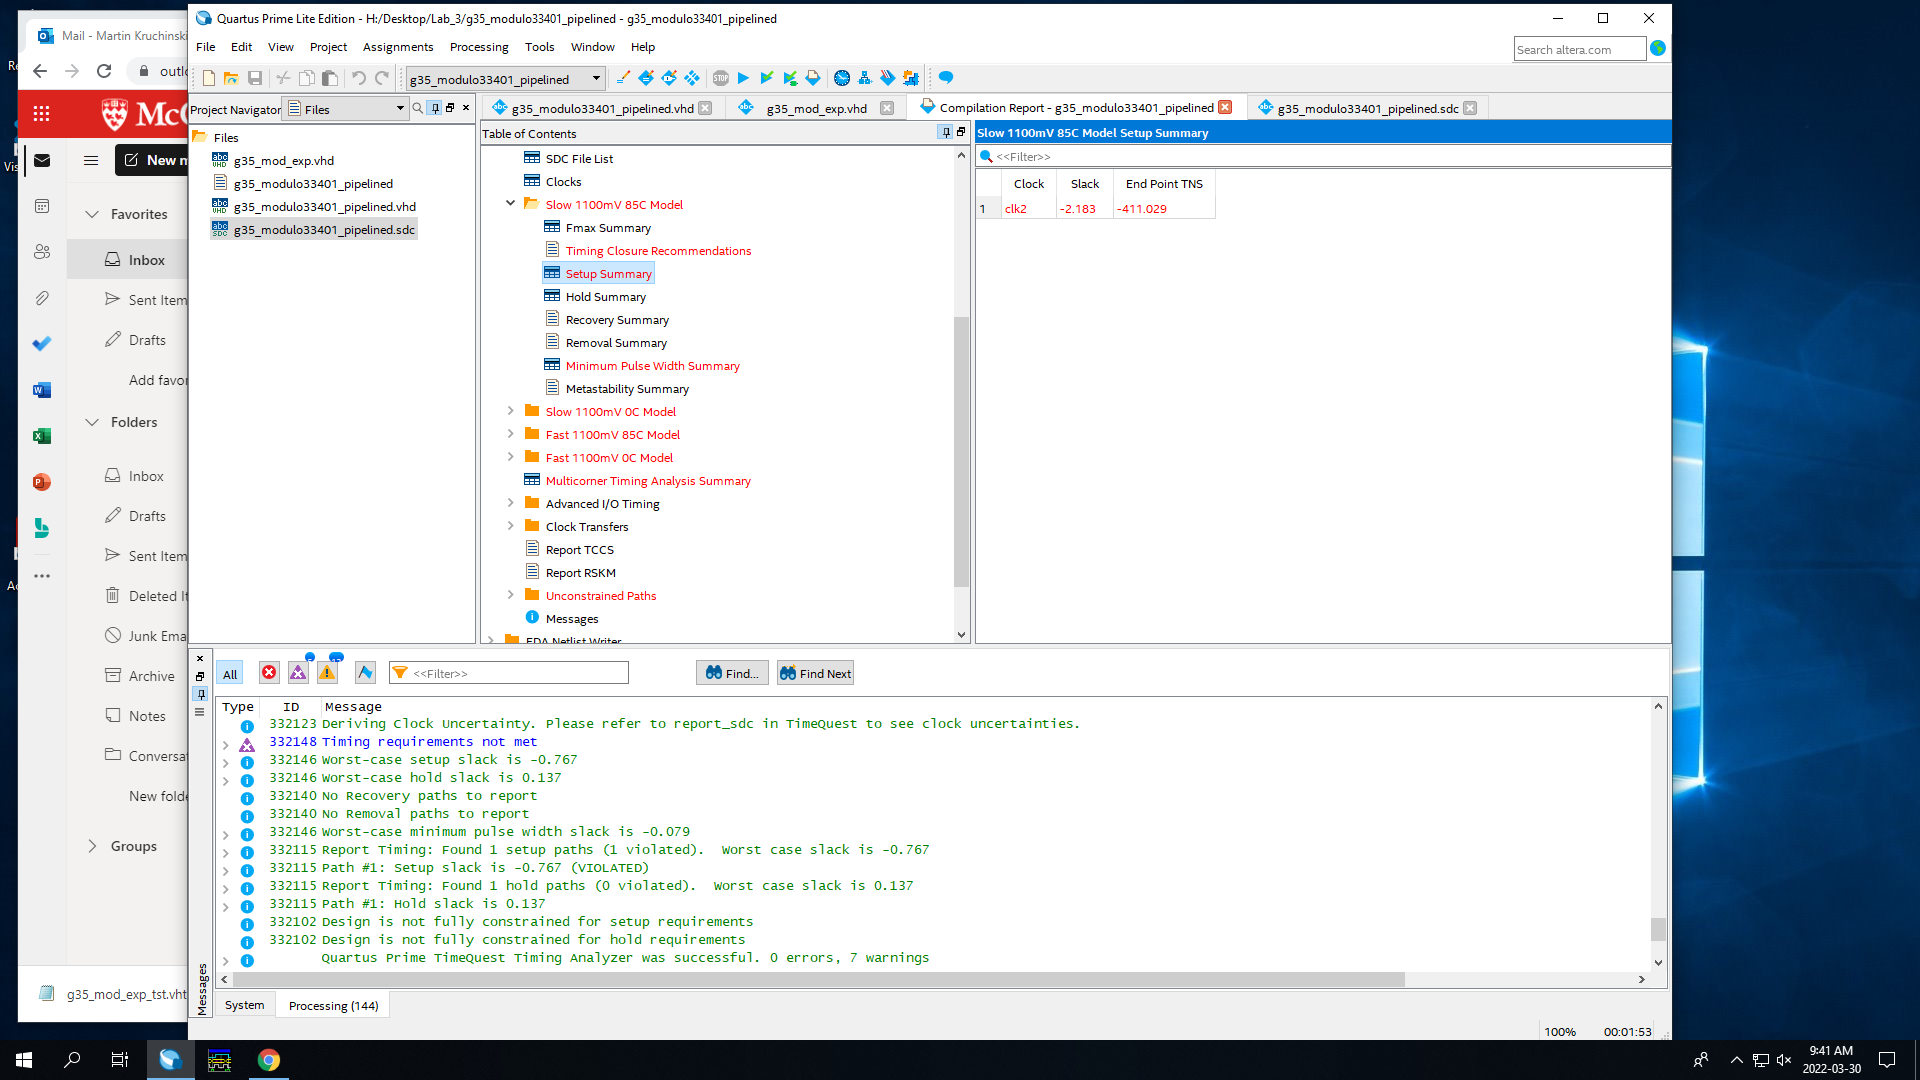 Quartus Prime Lite Edition - H:/Desktop/Lab_3/g35_modulo33401_pipelined - g35_modulo33401_pipelined
File Edit View Project Assignments Processing Tools Window Help
Search altera.com
g35_modulo33401_pipelined
Mail - Martin Kruchinski
New
Favorites
Inbox
Sent Item
Drafts
Add favor
Folders
Inbox
Drafts
Sent Item
Deleted It
Junk Ema
Archive
Notes
Conversat
New folde
Groups
g35_mod_exp_tst.vht
Project Navigator
Files
Files
g35_mod_exp.vhd
g35_modulo33401_pipelined
g35_modulo33401_pipelined.vhd
g35_modulo33401_pipelined.sdc
g35_modulo33401_pipelined.vhd
g35_mod_exp.vhd
Compilation Report - g35_modulo33401_pipelined
g35_modulo33401_pipelined.sdc
Table of Contents
SDC File List
Clocks
Slow 1100mV 85C Model
Fmax Summary
Timing Closure Recommendations
Setup Summary
Hold Summary
Recovery Summary
Removal Summary
Minimum Pulse Width Summary
Metastability Summary
Slow 1100mV 0C Model
Fast 1100mV 85C Model
Fast 1100mV 0C Model
Multicorner Timing Analysis Summary
Advanced I/O Timing
Clock Transfers
Report TCCS
Report RSKM
Unconstrained Paths
Messages
EDA Netlist Writer
Slow 1100mV 85C Model Setup Summary
<<Filter>>
Clock Slack End Point TNS
1 clk2 -2.183 -411.029
All
<<Filter>>
Find...
Find Next
Type ID Message
332123 Deriving Clock Uncertainty. Please refer to report_sdc in TimeQuest to see clock uncertainties.
332148 Timing requirements not met
332146 Worst-case setup slack is -0.767
332146 Worst-case hold slack is 0.137
332140 No Recovery paths to report
332140 No Removal paths to report
332146 Worst-case minimum pulse width slack is -0.079
332115 Report Timing: Found 1 setup paths (1 violated).  Worst case slack is -0.767
332115 Path #1: Setup slack is -0.767 (VIOLATED)
332115 Report Timing: Found 1 hold paths (0 violated).  Worst case slack is 0.137
332115 Path #1: Hold slack is 0.137
332102 Design is not fully constrained for setup requirements
332102 Design is not fully constrained for hold requirements
Quartus Prime TimeQuest Timing Analyzer was successful. 0 errors, 7 warnings
Messages
System
Processing (144)
100% 00:01:53
9:41 AM
2022-03-30